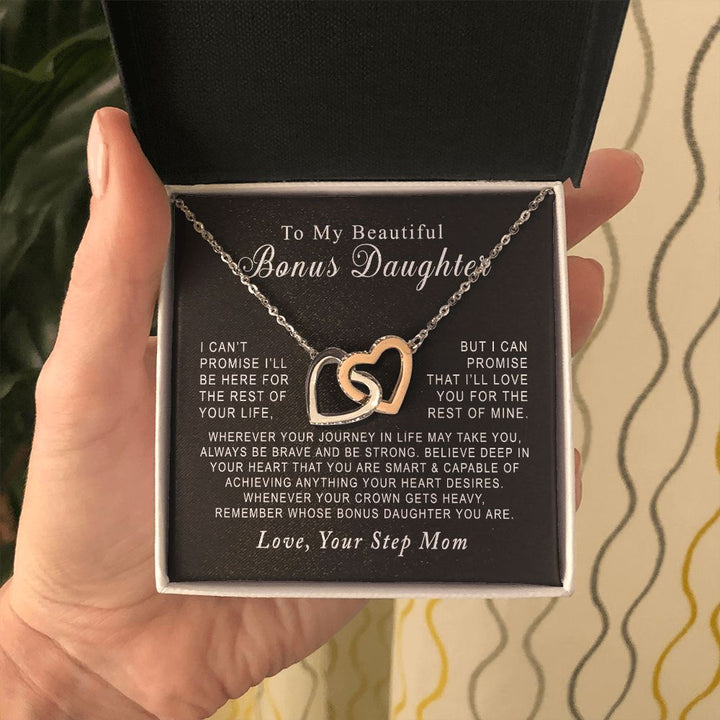 To My Beautiful
Bonus Daughter
I CAN'T
PROMISE I'LL
BE HERE FOR
THE REST OF
YOUR LIFE,
BUT I CAN
PROMISE
THAT I'LL LOVE
YOU FOR THE
REST OF MINE.
WHEREVER YOUR JOURNEY IN LIFE MAY TAKE YOU,
ALWAYS BE BRAVE AND BE STRONG. BELIEVE DEEP IN
YOUR HEART THAT YOU ARE SMART & CAPABLE OF
ACHIEVING ANYTHING YOUR HEART DESIRES.
WHENEVER YOUR CROWN GETS HEAVY,
REMEMBER WHOSE BONUS DAUGHTER YOU ARE.
Love, Your Step Mom